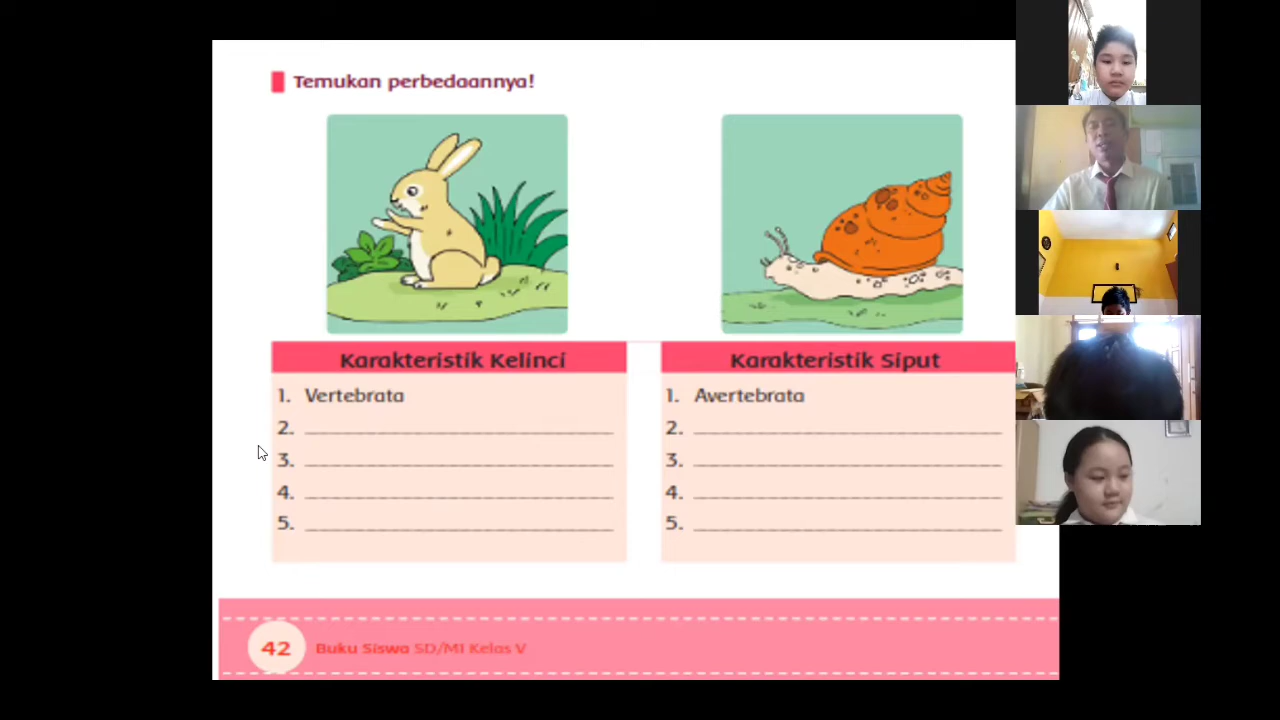 Temukan perbedaannya!
Karakteristik Kelinci
1. Vertebrata
2.
3.
4.
5.
Karakteristik Siput
1. Avertebrata
2.
3.
4.
5.
42 Buku Siswa SD/MI Kelas V